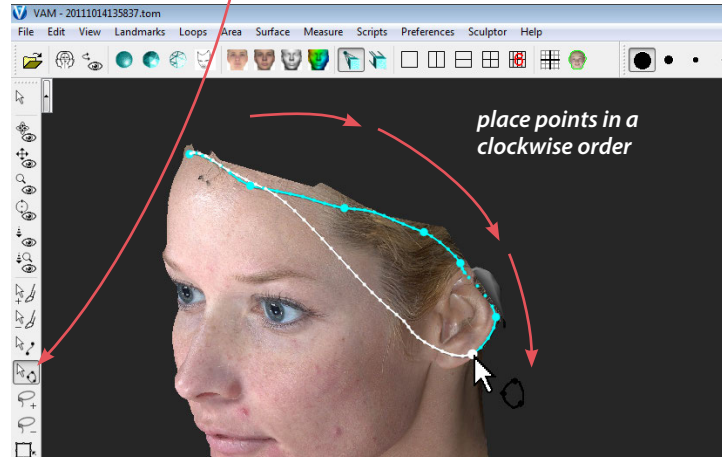 VAM - 20111014135837.tom
File Edit View Landmarks Loops Area Surface Measure Scripts Preferences Sculptor Help
place points in a
clockwise order